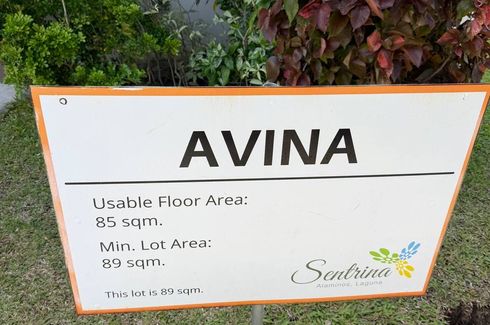 AVINA
Usable Floor Area:
85 sqm.
Min. Lot Area:
89 sqm.
This lot is 89 sqm.
Sentrina
Alaminos, Laguna